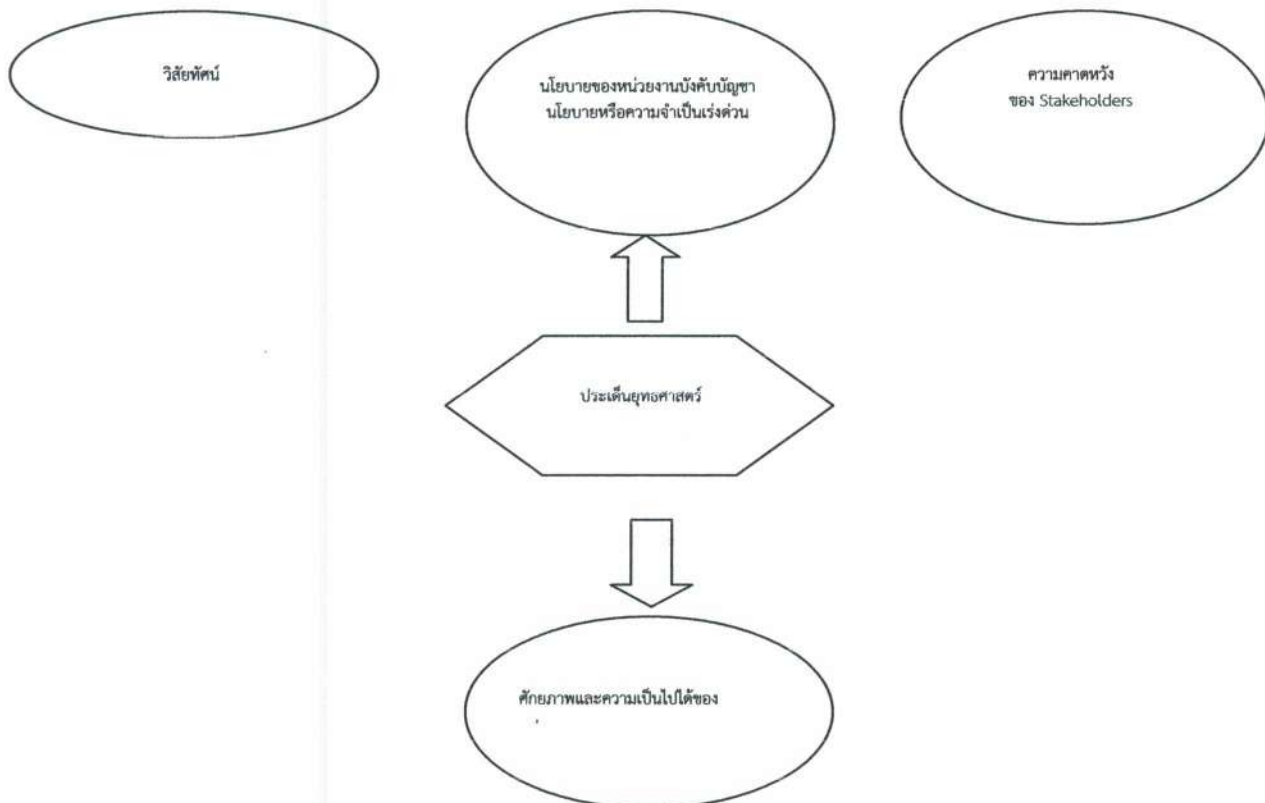 วิสัยทัศน์
นโยบายของหน่วยงานบังคับบัญชา
นโยบายหรือความจำเป็นเร่งด่วน
ความคาดหวัง
ของ Stakeholders
ประเด็นยุทธศาสตร์
ศักยภาพและความเป็นไปได้ของ